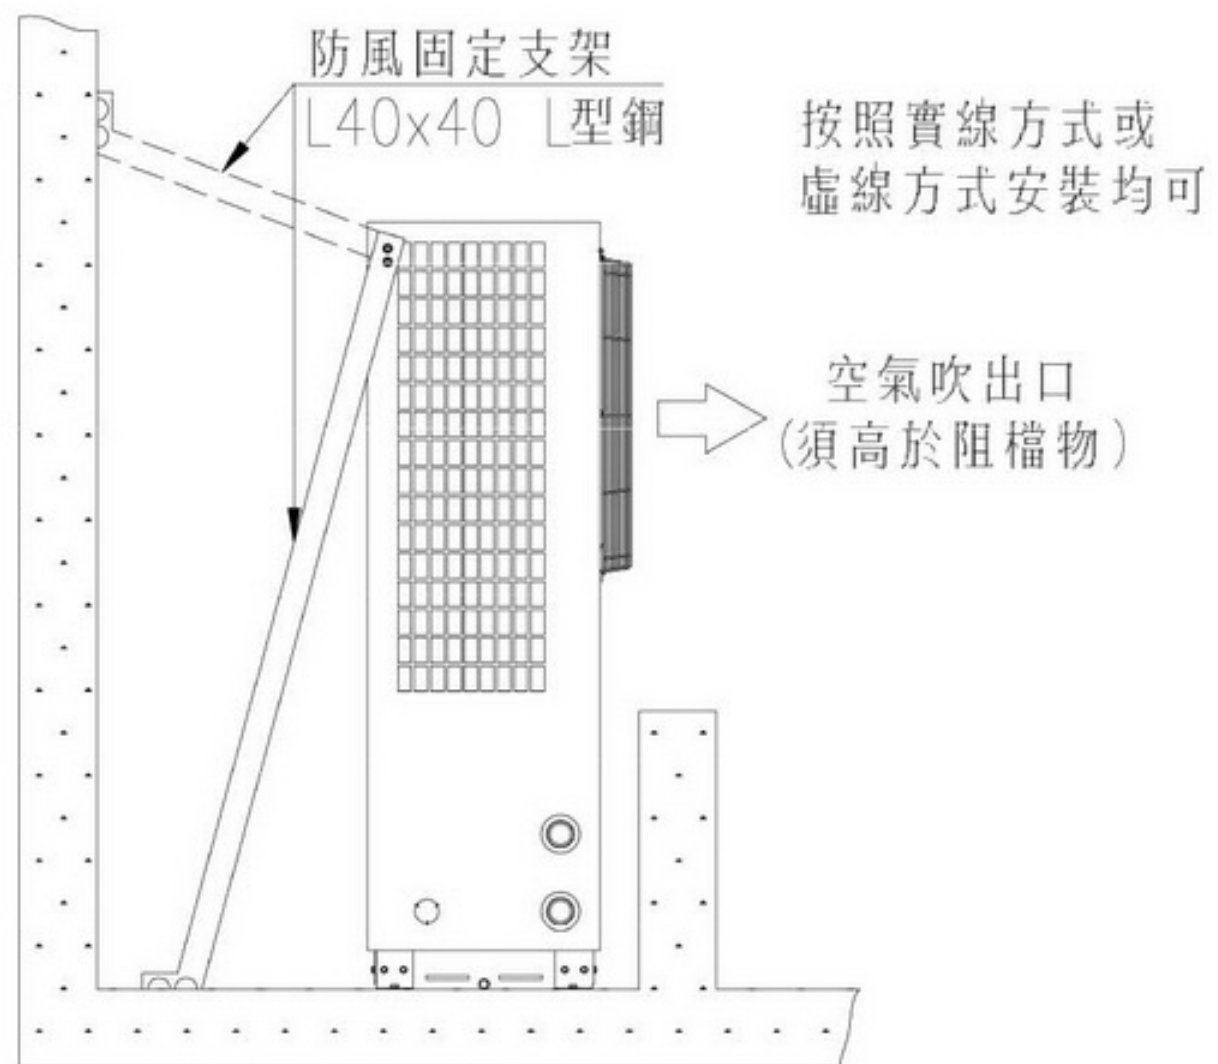 防風固定支架
L40x40 L型鋼
按照實線方式或
虛線方式安裝均可
空氣吹出口
(須高於阻檔物)